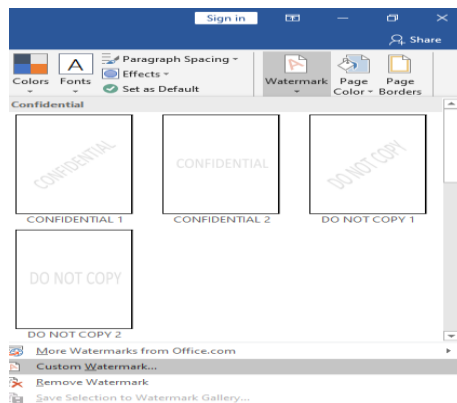 Sign in
Share
Colors
Fonts
Paragraph Spacing
Effects
Set as Default
Watermark
Page Color
Page Borders
Confidential
CONFIDENTIAL
CONFIDENTIAL
DO NOT COPY
CONFIDENTIAL 1
CONFIDENTIAL 2
DO NOT COPY 1
DO NOT COPY
DO NOT COPY 2
More Watermarks from Office.com
Custom Watermark...
Remove Watermark
Save Selection to Watermark Gallery...